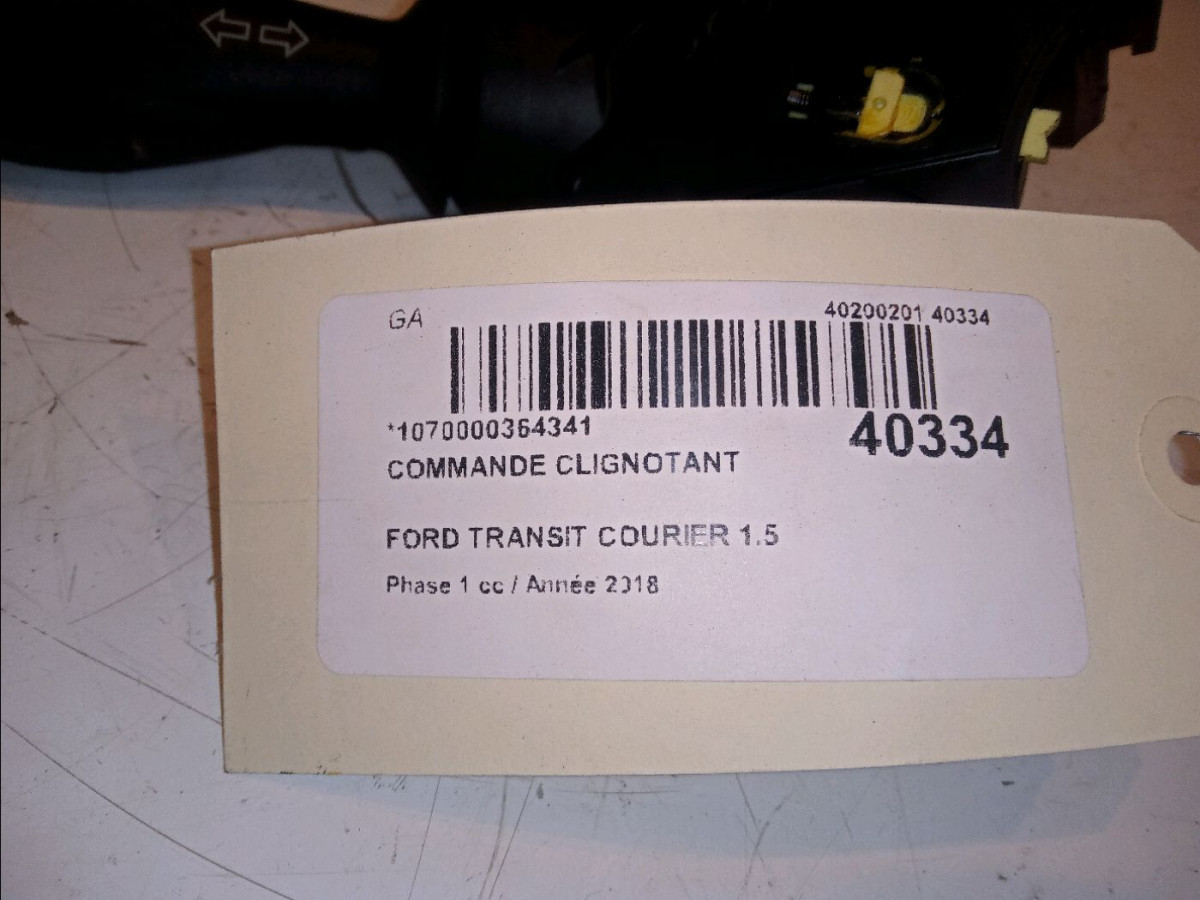 GA
40200201 40334
*1070000364341
40334
COMMANDE CLIGNOTANT
FORD TRANSIT COURIER 1.5
Phase 1 cc / Année 2018